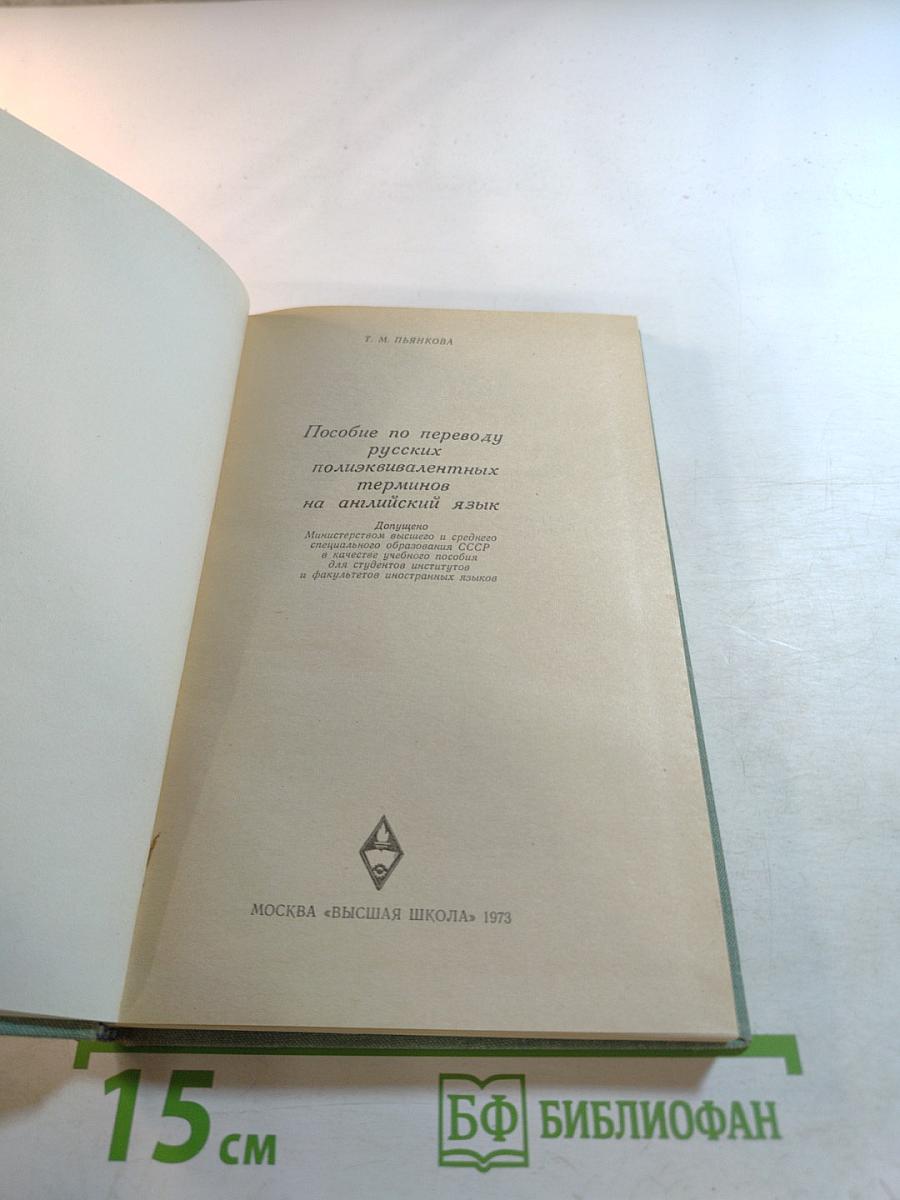 Т. М. ПЬЯНКОВА
Пособие по переводу
русских
полиэквивалентных
терминов
на английский язык
Допущено
Министерством высшего и среднего
специального образования СССР
в качестве учебного пособия
для студентов институтов
и факультетов иностранных языков
МОСКВА «ВЫСШАЯ ШКОЛА» 1973
15 см
БФ БИБЛИОФАН